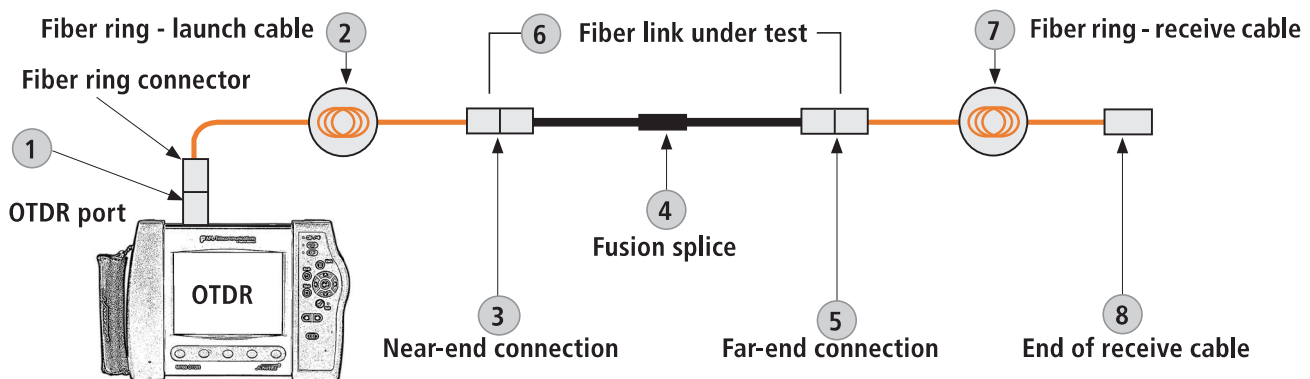 Fiber ring - launch cable 2
6 Fiber link under test
7 Fiber ring - receive cable
Fiber ring connector
1
OTDR port
4
Fusion splice
OTDR
3
Near-end connection
5
Far-end connection
8
End of receive cable